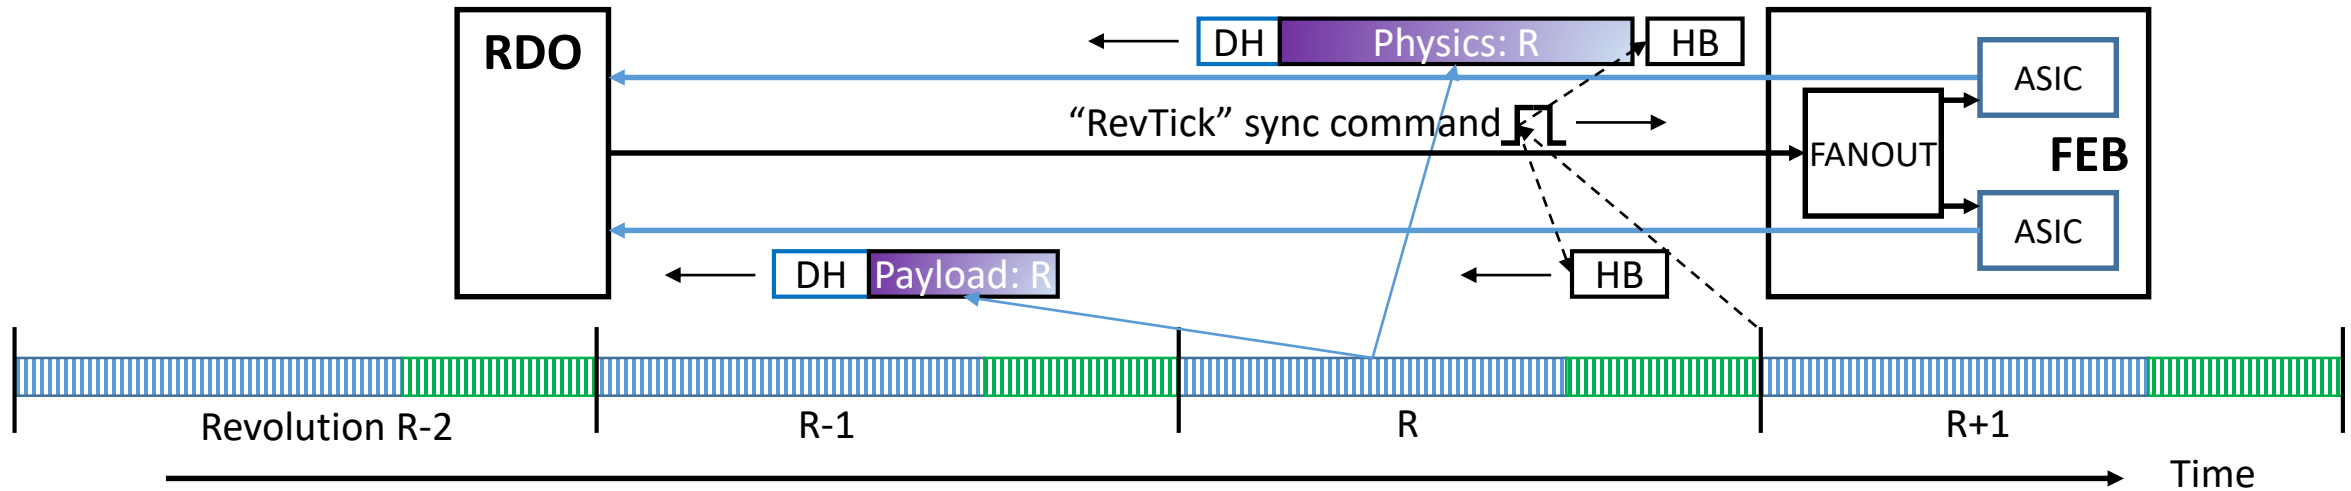 RDO
DH Physics: R HB
ASIC
“RevTick” sync command
FANOUT
FEB
ASIC
DH Payload: R
HB
Revolution R-2
R-1
R
R+1
Time